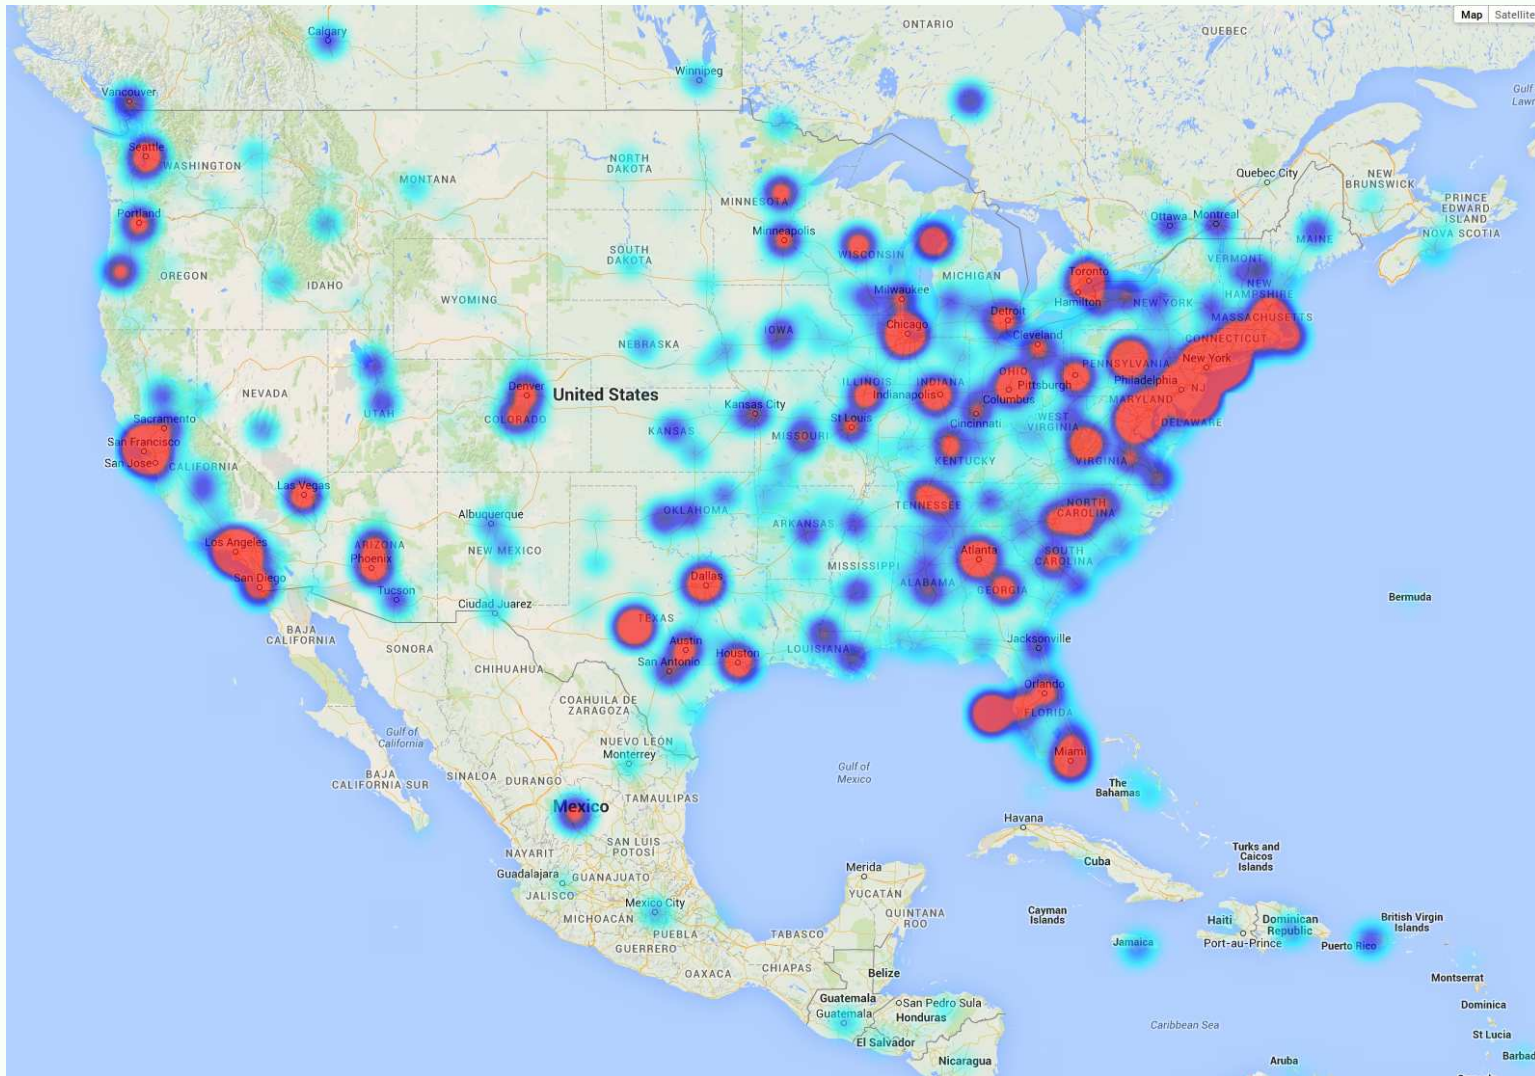 Map
Satellite
ONTARIO
QUEBEC
Calgary
Winnipeg
Vancouver
Gulf
Lawr
Seattle
WASHINGTON
NORTH
DAKOTA
MONTANA
MINNESOTA
Quebec City
NEW
BRUNSWICK
PRINCE
EDWARD
ISLAND
Portland
Minneapolis
Ottawa
Montreal
MAINE
NOVA SCOTIA
OREGON
IDAHO
SOUTH
DAKOTA
WISCONSIN
MICHIGAN
Toronto
VERMONT
WYOMING
Milwaukee
Hamilton
NEW YORK
NEW
HAMPSHIRE
Detroit
MASSACHUSETTS
Chicago
IOWA
Cleveland
CONNECTICUT
NEBRASKA
New York
PENNSYLVANIA
NEVADA
Denver
United States
ILLINOIS
INDIANA
OHIO
Pittsburgh
Philadelphia
NJ
Indianapolis
Columbus
MARYLAND
UTAH
COLORADO
Kansas City
Sacramento
St Louis
Cincinnati
WEST
VIRGINIA
DELAWARE
KANSAS
MISSOURI
San Francisco
San Jose
CALIFORNIA
KENTUCKY
VIRGINIA
Las Vegas
TENNESSEE
NORTH
CAROLINA
Albuquerque
OKLAHOMA
ARKANSAS
Los Angeles
ARIZONA
Phoenix
NEW MEXICO
Atlanta
SOUTH
CAROLINA
San Diego
MISSISSIPPI
Dallas
ALABAMA
GEORGIA
Tucson
Ciudad Juarez
Bermuda
TEXAS
BAJA
CALIFORNIA
SONORA
Austin
LOUISIANA
Jacksonville
San Antonio
Houston
CHIHUAHUA
Orlando
COAHUILA DE
ZARAGOZA
FLORIDA
Gulf of
California
NUEVO LEÓN
Monterrey
Miami
Gulf of
Mexico
BAJA
CALIFORNIA SUR
SINALOA
DURANGO
The
Bahamas
Mexico
TAMAULIPAS
Havana
SAN LUIS
POTOSÍ
NAYARIT
Turks and
Caicos
Islands
Cuba
Guadalajara
GUANAJUATO
JALISCO
Merida
YUCATÁN
Mexico City
MICHOACÁN
QUINTANA
ROO
Cayman
Islands
Haiti
Dominican
Republic
British Virgin
Islands
PUEBLA
TABASCO
Jamaica
Port-au-Prince
Puerto Rico
GUERRERO
OAXACA
CHIAPAS
Belize
Montserrat
Guatemala
San Pedro Sula
Dominica
Guatemala
Honduras
Caribbean Sea
El Salvador
St Lucia
Nicaragua
Aruba
Barbad